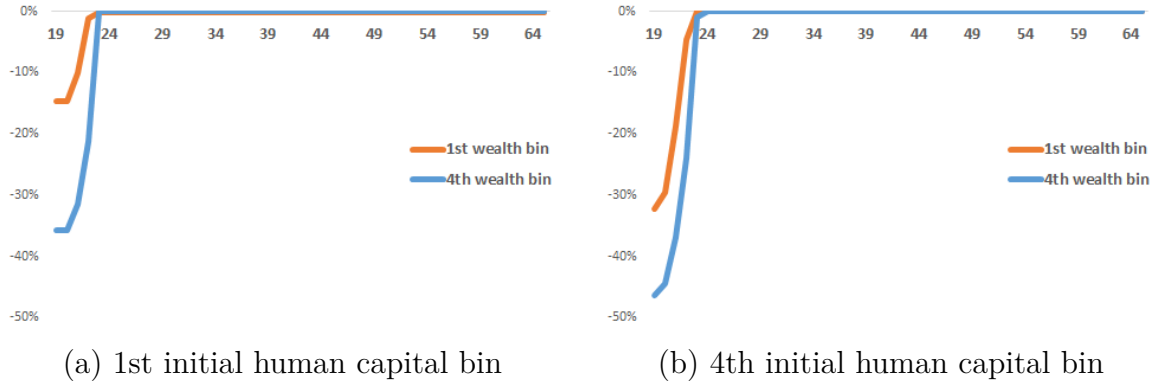 0%
19 24 29 34 39 44 49 54 59 64
-10%
-20%
-30%
-40%
-50%
1st wealth bin
4th wealth bin
(a) 1st initial human capital bin
0%
19 24 29 34 39 44 49 54 59 64
-10%
-20%
-30%
-40%
-50%
1st wealth bin
4th wealth bin
(b) 4th initial human capital bin